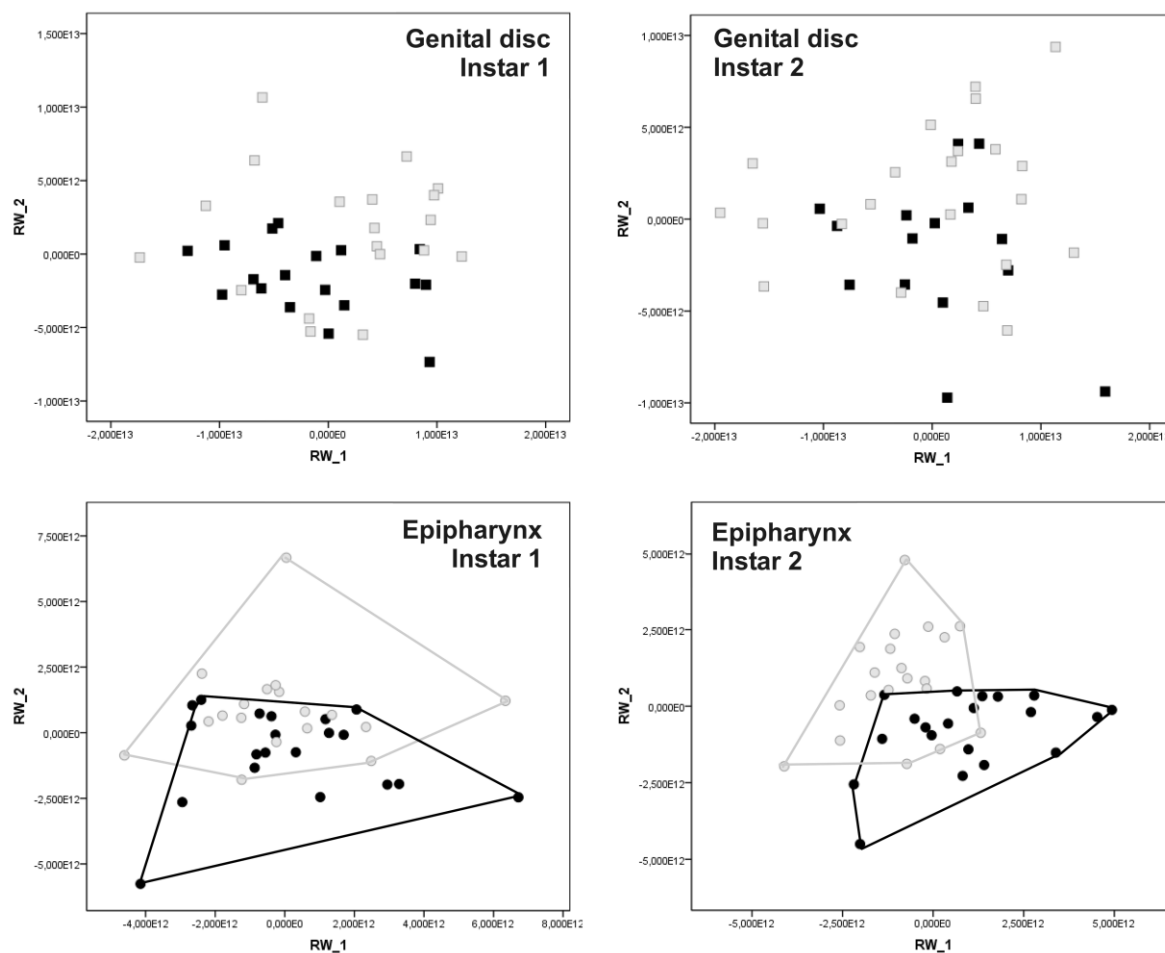 Genital disc
Instar 1
1,500E13
1,000E13
5,000E12
0,000E0
-5,000E12
-1,000E13
RW_2
-2,000E13 -1,000E13 0,000E0 1,000E13 2,000E13
RW_1
Genital disc
Instar 2
1,000E13
5,000E12
0,000E0
-5,000E12
-1,000E13
RW_2
-2,000E13 -1,000E13 0,000E0 1,000E13 2,000E1
RW_1
Epipharynx
Instar 1
7,500E12
5,000E12
2,500E12
0,000E0
-2,500E12
-5,000E12
RW_2
-4,000E12 -2,000E12 0,000E0 2,000E12 4,000E12 6,000E12 8,000E12
RW_1
Epipharynx
Instar 2
5,000E12
2,500E12
0,000E0
-2,500E12
-5,000E12
RW_2
-5,000E12 -2,500E12 0,000E0 2,500E12 5,000E12
RW_1